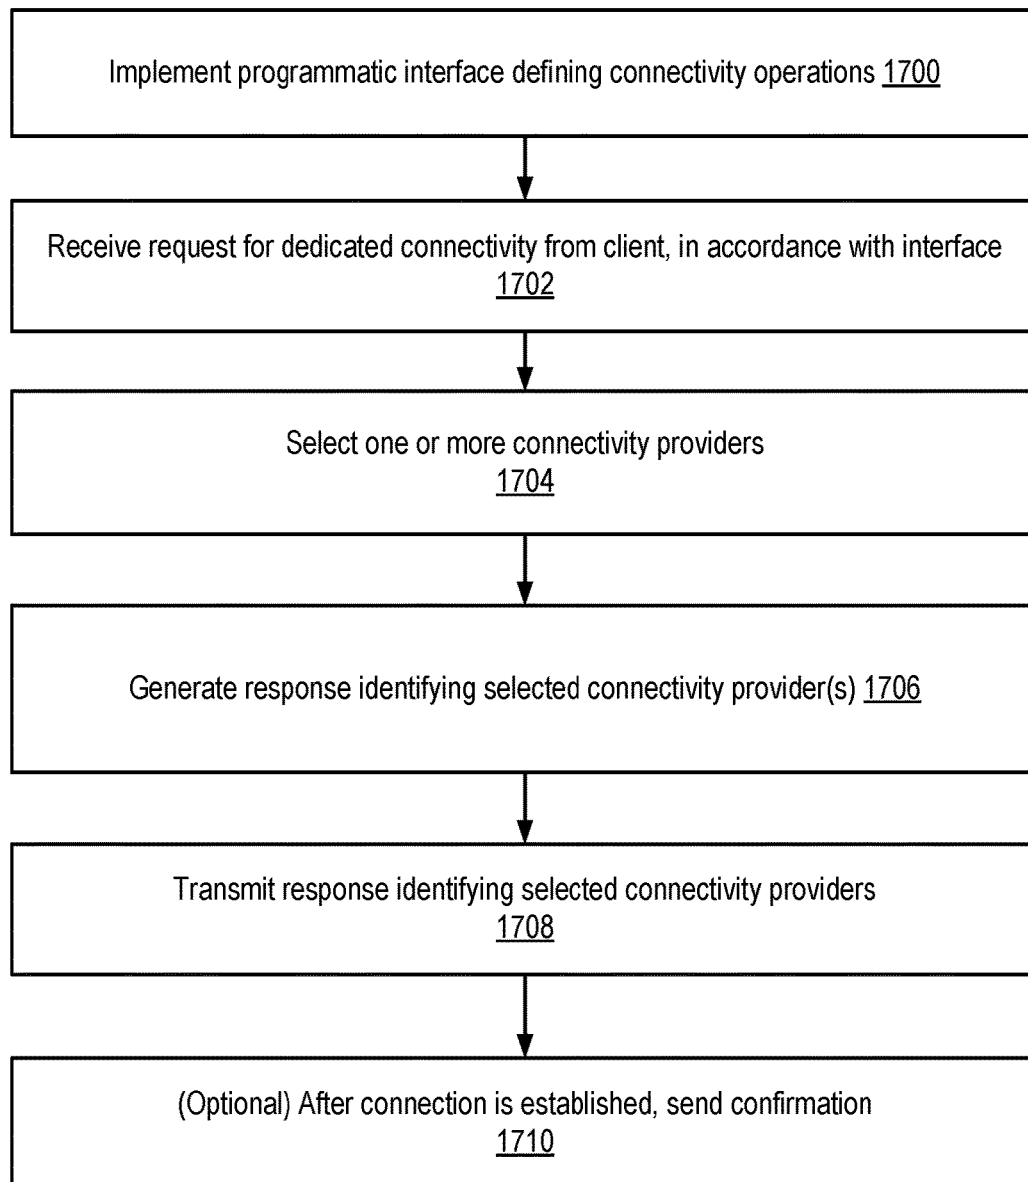 Implement programmatic interface defining connectivity operations 1700
Receive request for dedicated connectivity from client, in accordance with interface
1702
Select one or more connectivity providers
1704
Generate response identifying selected connectivity provider(s) 1706
Transmit response identifying selected connectivity providers
1708
(Optional) After connection is established, send confirmation
1710